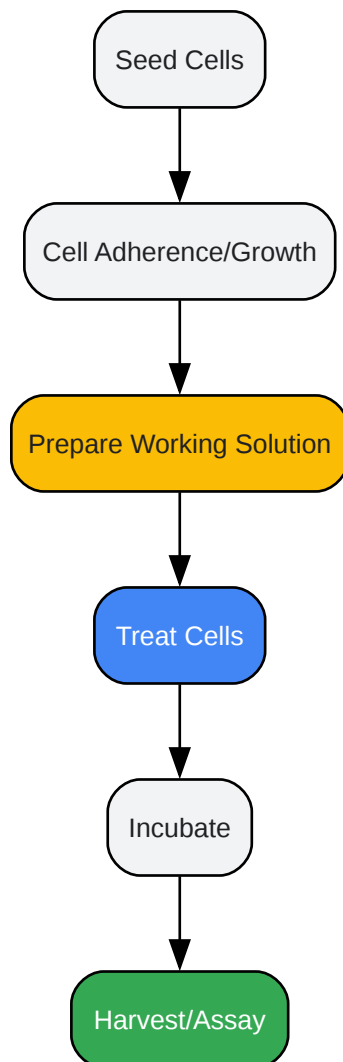 Seed Cells
Cell Adherence/Growth
Prepare Working Solution
Treat Cells
Incubate
Harvest/Assay